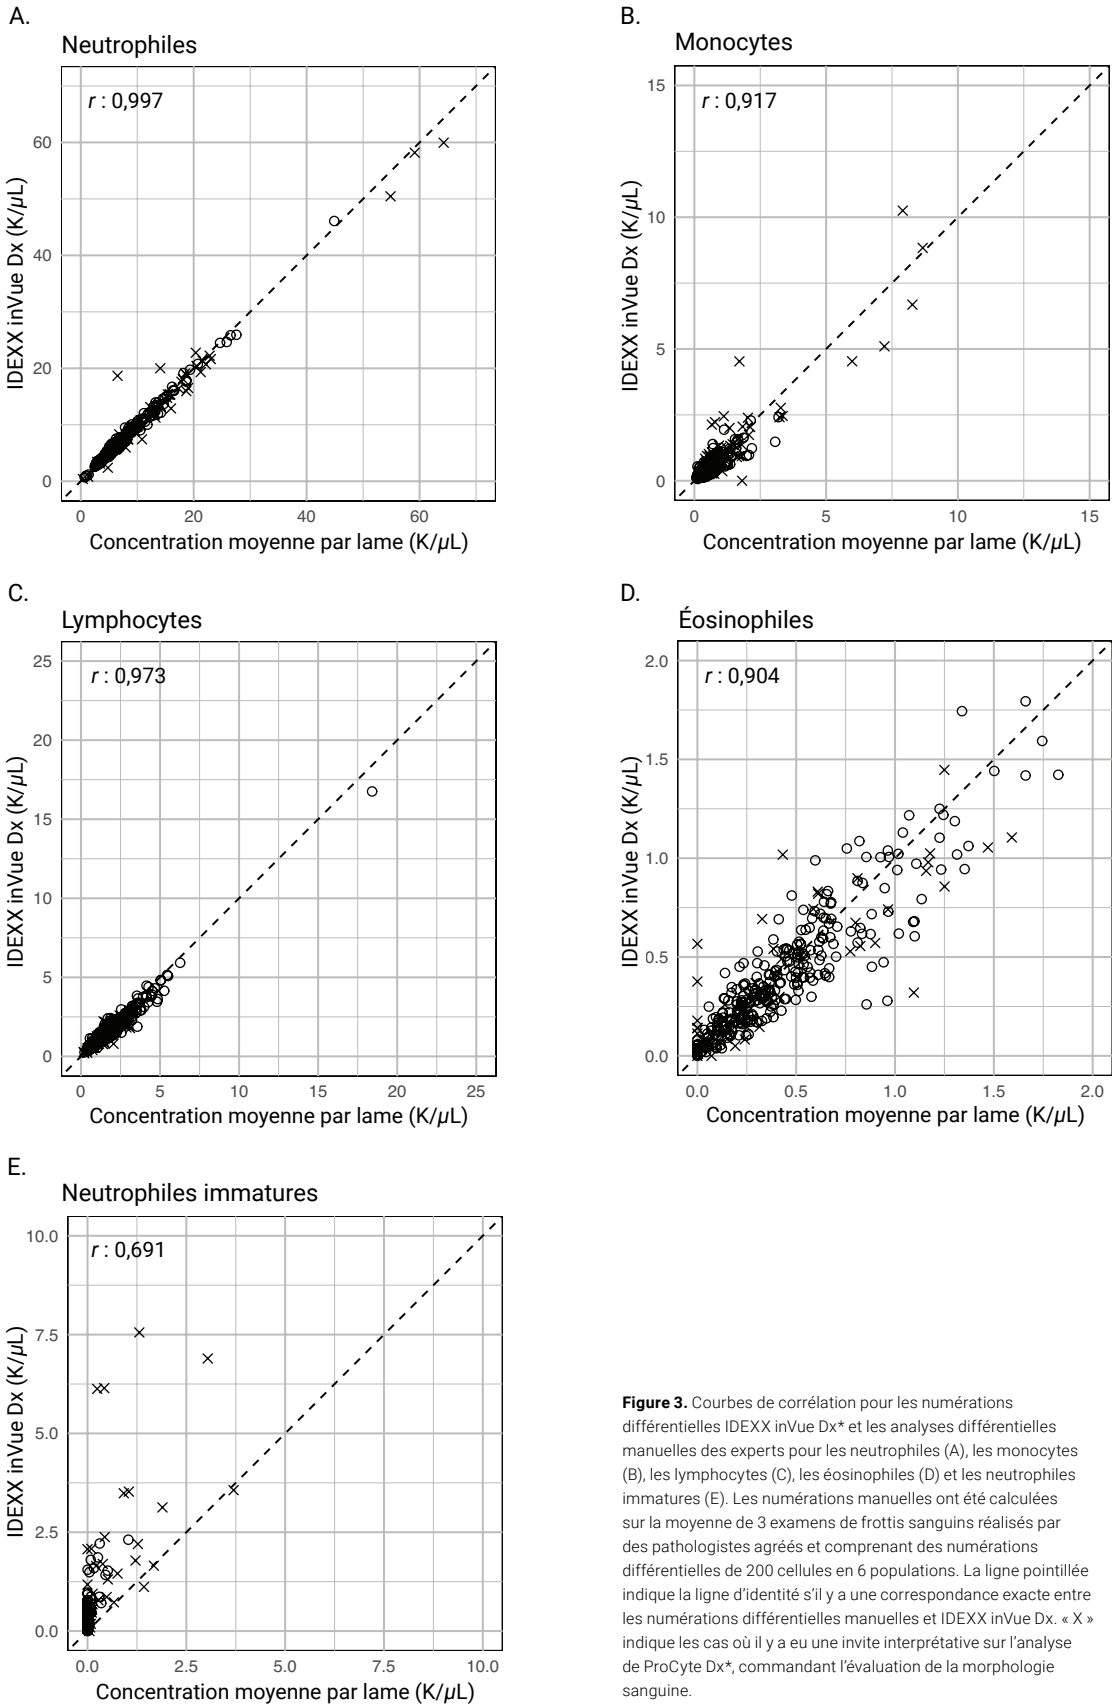 A.
Neutrophiles
r : 0,997
IDEXX inVue Dx (K/µL)
60
40
20
0
0 20 40 60
Concentration moyenne par lame (K/µL)
B.
Monocytes
r : 0,917
IDEXX inVue Dx (K/µL)
15
10
5
0
0 5 10 15
Concentration moyenne par lame (K/µL)
C.
Lymphocytes
r : 0,973
IDEXX inVue Dx (K/µL)
25
20
15
10
5
0
0 5 10 15 20 25
Concentration moyenne par lame (K/µL)
D.
Éosinophiles
r : 0,904
IDEXX inVue Dx (K/µL)
2.0
1.5
1.0
0.5
0.0
0.0 0.5 1.0 1.5 2.0
Concentration moyenne par lame (K/µL)
E.
Neutrophiles immatures
r : 0,691
IDEXX inVue Dx (K/µL)
10.0
7.5
5.0
2.5
0.0
0.0 2.5 5.0 7.5 10.0
Concentration moyenne par lame (K/µL)
Figure 3. Courbes de corrélation pour les numérations
différentielles IDEXX inVue Dx* et les analyses différentielles
manuelles des experts pour les neutrophiles (A), les monocytes
(B), les lymphocytes (C), les éosinophiles (D) et les neutrophiles
immatures (E). Les numérations manuelles ont été calculées
sur la moyenne de 3 examens de frottis sanguins réalisés par
des pathologistes agréés et comprenant des numérations
différentielles de 200 cellules en 6 populations. La ligne pointillée
indique la ligne d’identité s’il y a une correspondance exacte entre
les numérations différentielles manuelles et IDEXX inVue Dx. « X »
indique les cas où il y a eu une invite interprétative sur l’analyse
de ProCyte Dx*, commandant l’évaluation de la morphologie
sanguine.